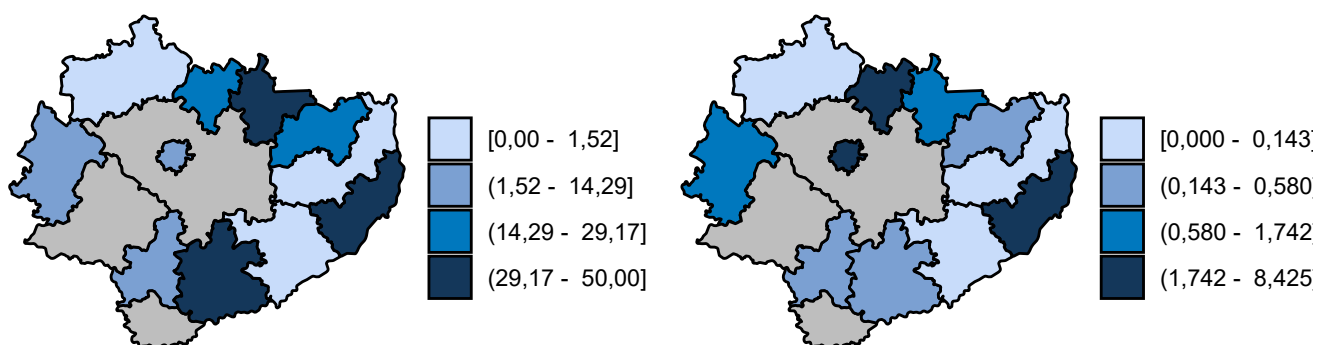 [0,00 - 1,52]
(1,52 - 14,29]
(14,29 - 29,17]
(29,17 - 50,00]
[0,000 - 0,143]
(0,143 - 0,580]
(0,580 - 1,742]
(1,742 - 8,425]